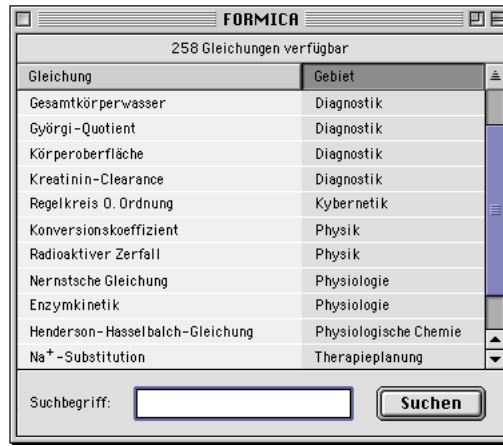 FORMICA
258 Gleichungen verfügbar
Gleichung Gebiet
Gesamtkörperwasser Diagnostik
Györgi-Quotient Diagnostik
Körperoberfläche Diagnostik
Kreatinin-Clearance Diagnostik
Regelkreis 0. Ordnung Kybernetik
Konversionskoeffizient Physik
Radioaktiver Zerfall Physik
Nernstsche Gleichung Physiologie
Enzymkinetik Physiologie
Henderson-Hasselbalch-Gleichung Physiologische Chemie
Na⁺-Substitution Therapieplanung
Suchbegriff: Suchen